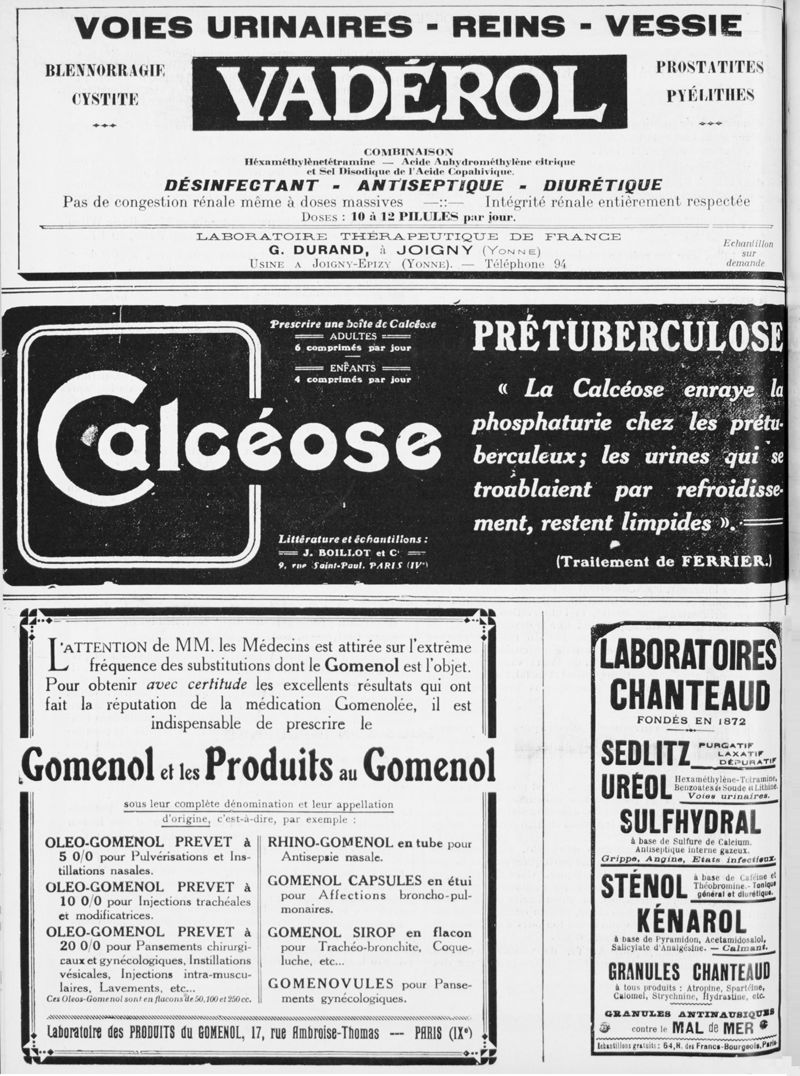 VOIES URINAIRES - REINS - VESSIE
BLENNORRAGIE
CYSTITE
VADÉROL
PROSTATITES
PYÉLITHES
COMBINAISON
Héxaméthylènetétramine — Acide Anhydrométhylène citrique
et Sel Disodique de l'Acide Copahivique.
DÉSINFECTANT - ANTISEPTIQUE - DIURÉTIQUE
Pas de congestion rénale même à doses massives —::— Intégrité rénale entièrement respectée
DOSES : 10 à 12 PILULES par jour.
LABORATOIRE THÉRAPEUTIQUE DE FRANCE
G. DURAND, à JOIGNY (YONNE)
USINE A JOIGNY-EPIZY (YONNE). — Téléphone 94
Echantillon
sur
demande
Calcéose
Prescrire une boîte de Calcéose
ADULTES
6 comprimés par jour
ENFANTS
4 comprimés par jour
Littérature et échantillons :
J. BOILLOT et Cⁱᵉ
9, rue Saint-Paul, PARIS (IVᵉ)
PRÉTUBERCULOSE
« La Calcéose enraye la
phosphaturie chez les prétu-
berculeux; les urines qui se
troublaient par refroidisse-
ment, restent limpides ».
(Traitement de FERRIER.)
L'ATTENTION de MM. les Médecins est attirée sur l'extrême
fréquence des substitutions dont le Gomenol est l'objet.
Pour obtenir avec certitude les excellents résultats qui ont
fait la réputation de la médication Gomenolée, il est
indispensable de prescrire le
Gomenol et les Produits au Gomenol
sous leur complète dénomination et leur appellation
d'origine, c'est-à-dire, par exemple :
OLEO-GOMENOL PREVET à
5 0/0 pour Pulvérisations et Ins-
tillations nasales.
OLEO-GOMENOL PREVET à
10 0/0 pour Injections trachéales
et modificatrices.
OLEO-GOMENOL PREVET à
20 0/0 pour Pansements chirurgi-
caux et gynécologiques, Instillations
vésicales, Injections intra-muscu-
laires, Lavements, etc...
Ces Oleos-Gomenol sont en flacons de 50, 100 et 250 cc.
RHINO-GOMENOL en tube pour
Antisepsie nasale.
GOMENOL CAPSULES en étui
pour Affections broncho-pul-
monaires.
GOMENOL SIROP en flacon
pour Trachéo-bronchite, Coque-
luche, etc...
GOMENOVULES pour Panse-
ments gynécologiques.
Laboratoire des PRODUITS du GOMENOL, 17, rue Ambroise-Thomas — PARIS (IXᵉ)
LABORATOIRES
CHANTEAUD
FONDÉS EN 1872
SEDLITZ PURGATIF
LAXATIF
DÉPURATIF
URÉOL Hexaméthylène-Tétramine,
Benzoates de Soude et Lithine.
Voies urinaires.
SULFHYDRAL
à base de Sulfure de Calcium.
Antiseptique interne gazeux.
Grippe, Angine, Etats infectieux.
STÉNOL à base de Caféine et
Théobromine.- Tonique
général et diurétique.
KÉNAROL
à base de Pyramidon, Acetamidosalol,
Salicylate d'Analgésine. — Calmant.
GRANULES CHANTEAUD
à tous produits : Atropine, Spartéine,
Calomel, Strychnine, Hydrastine, etc.
GRANULES ANTINAUSIQUES
contre le MAL de MER
Echantillons gratuits : 54, R. des Francs-Bourgeois, Paris